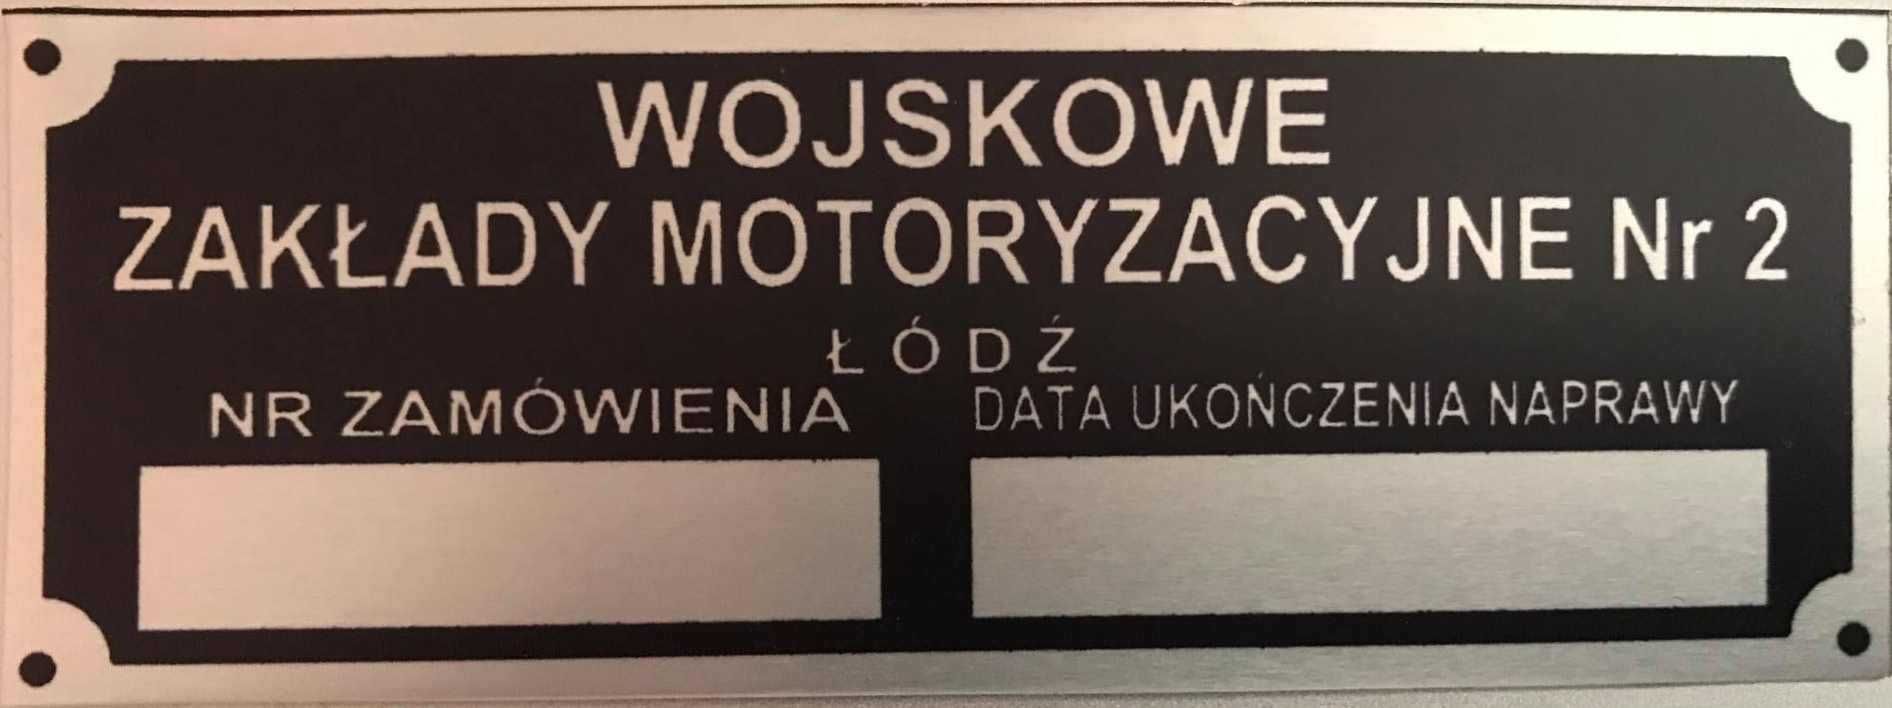 WOJSKOWE
ZAKŁADY MOTORYZACYJNE Nr 2
ŁÓDŹ
NR ZAMÓWIENIA DATA UKOŃCZENIA NAPRAWY